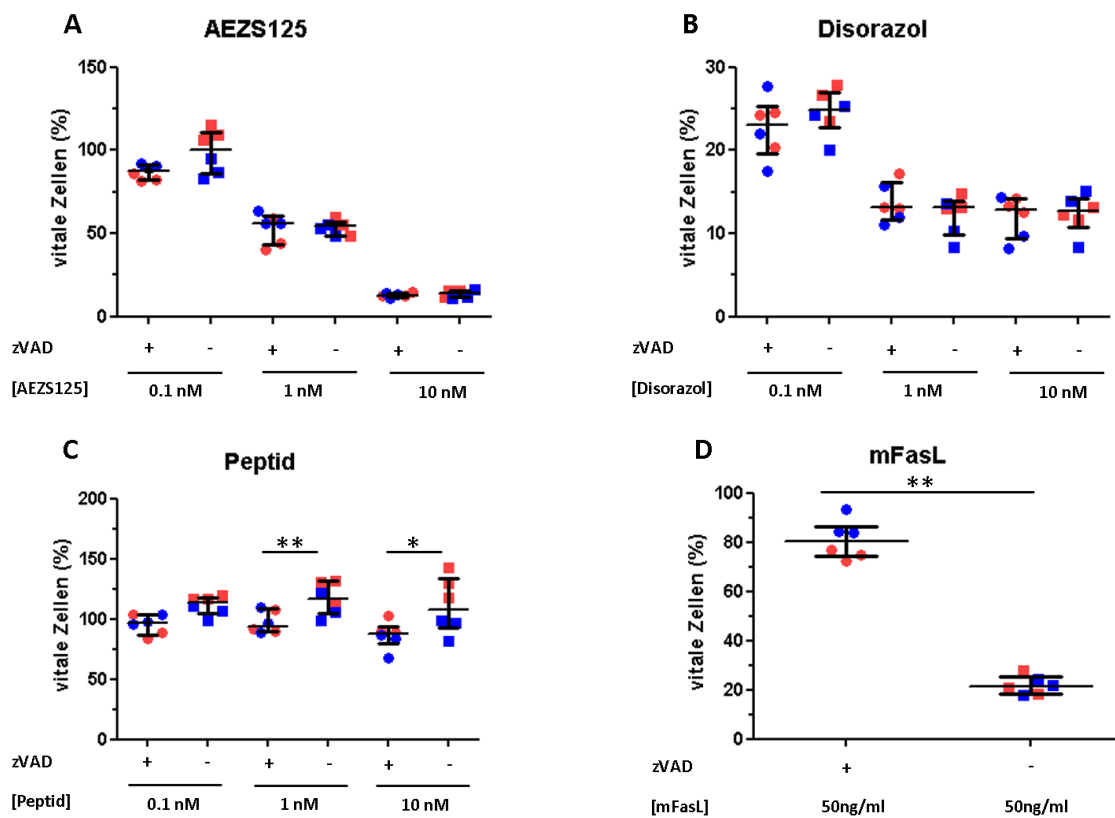 A
AEZS125
vitale Zellen (%)
150
100
50
0
zVAD + - + - + -
[AEZS125] 0.1 nM 1 nM 10 nM
B
Disorazol
vitale Zellen (%)
30
20
10
0
zVAD + - + - + -
[Disorazol] 0.1 nM 1 nM 10 nM
C
Peptid
vitale Zellen (%)
200
150
100
50
0
** *
zVAD + - + - + -
[Peptid] 0.1 nM 1 nM 10 nM
D
mFasL
vitale Zellen (%)
100
80
60
40
20
0
**
zVAD + -
[mFasL] 50ng/ml 50ng/ml